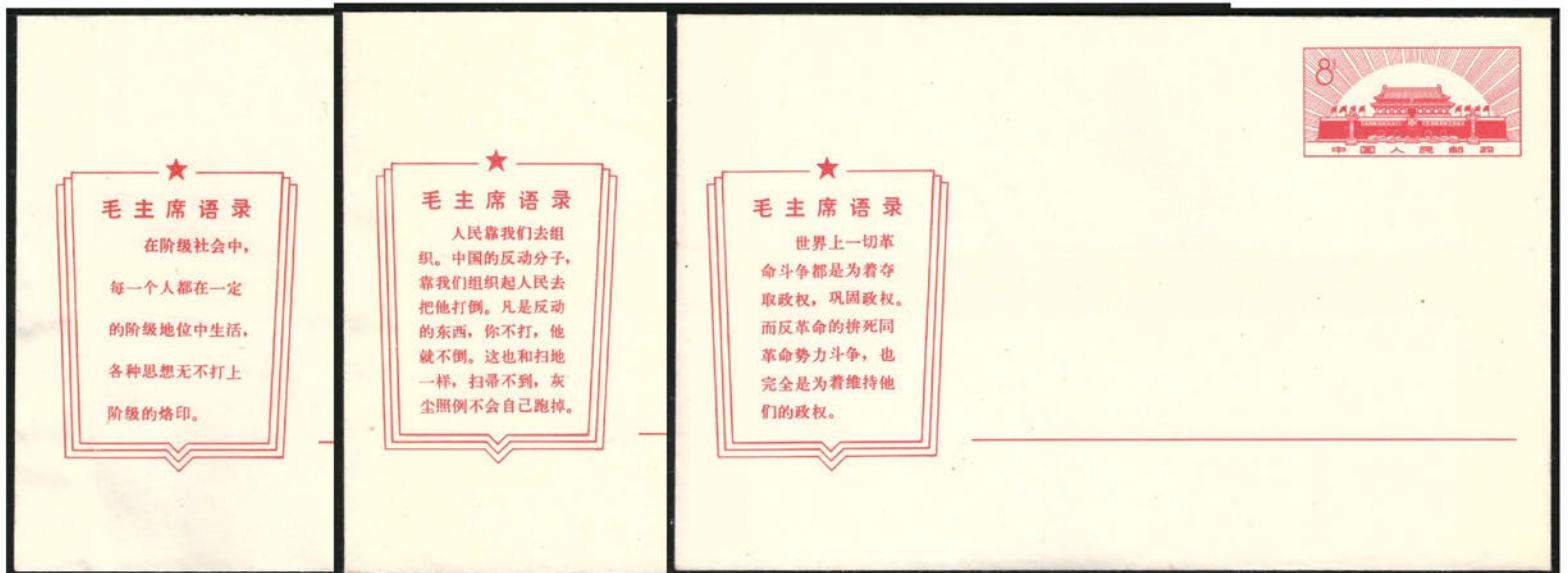 毛主席语录
在阶级社会中，
每一个人都在一定
的阶级地位中生活，
各种思想无不打上
阶级的烙印。
毛主席语录
人民靠我们去组
织。中国的反动分子，
靠我们组织起人民去
把他打倒。凡是反动
的东西，你不打，他
就不倒。这也和扫地
一样，扫帚不到，灰
尘照例不会自己跑掉。
毛主席语录
世界上一切革
命斗争都是为着夺
取政权，巩固政权。
而反革命的拚死同
革命势力斗争，也
完全是为着维持他
们的政权。
8分
中国人民邮政